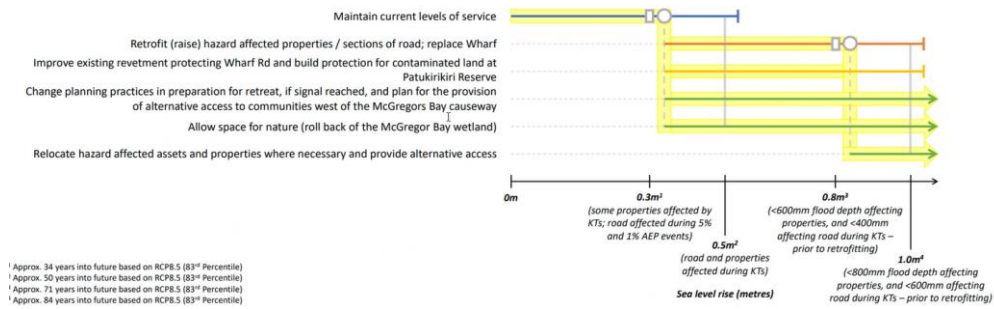 Maintain current levels of service
Retrofit (raise) hazard affected properties / sections of road; replace Wharf
Improve existing revetment protecting Wharf Rd and build protection for contaminated land at
Patukirikiri Reserve
Change planning practices in preparation for retreat, if signal reached, and plan for the provision
of alternative access to communities west of the McGregors Bay causeway
Allow space for nature (roll back of the McGregor Bay wetland)
Relocate hazard affected assets and properties where necessary and provide alternative access
0m
0.3m¹
(some properties affected by
KTs; road affected during 5%
and 1% AEP events)
0.5m²
(road and properties
affected during KTs)
0.8m³
(<600mm flood depth affecting
properties, and <400mm
affecting road during KTs –
prior to retrofitting)
1.0m⁴
(<800mm flood depth affecting
properties, and <600mm affecting
road during KTs – prior to retrofitting)
Sea level rise (metres)
Approx. 34 years into future based on RCP8.5 (83rd Percentile)
Approx. 50 years into future based on RCP8.5 (83rd Percentile)
Approx. 71 years into future based on RCP8.5 (83rd Percentile)
Approx. 84 years into future based on RCP8.5 (83rd Percentile)